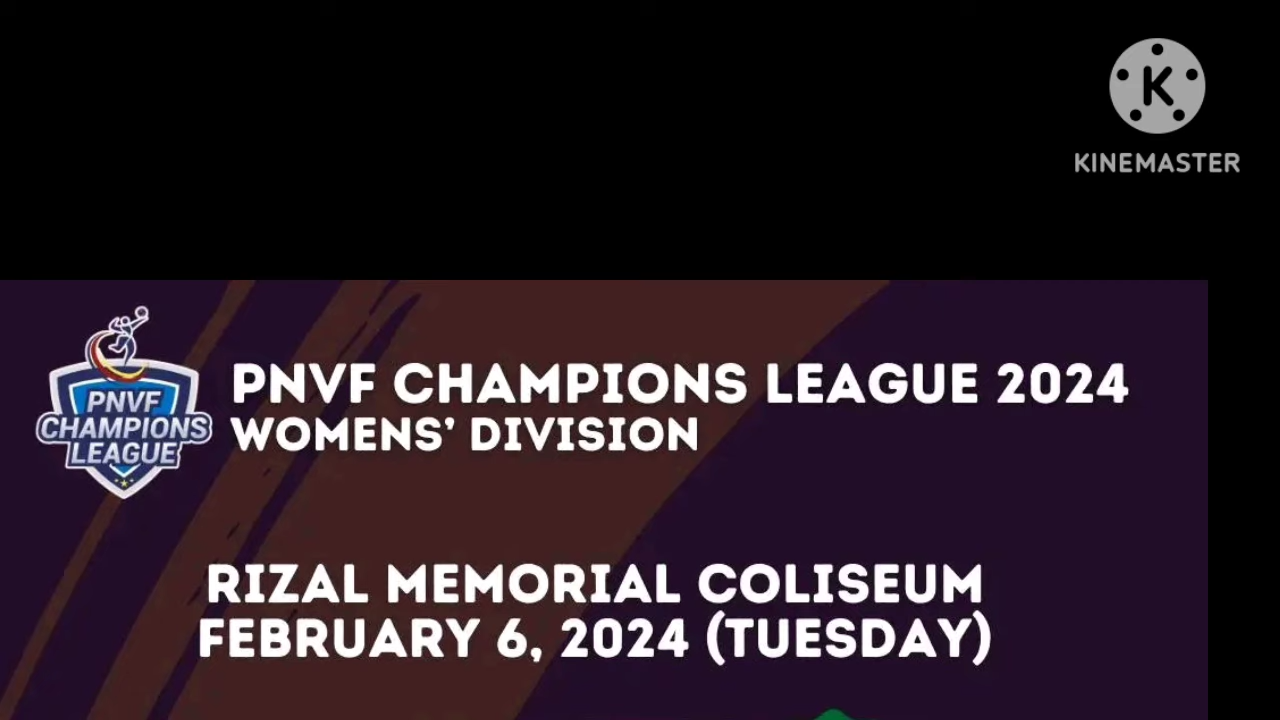 K
KINEMASTER
PNVF
CHAMPIONS
LEAGUE
PNVF CHAMPIONS LEAGUE 2024
WOMENS’ DIVISION
RIZAL MEMORIAL COLISEUM
FEBRUARY 6, 2024 (TUESDAY)